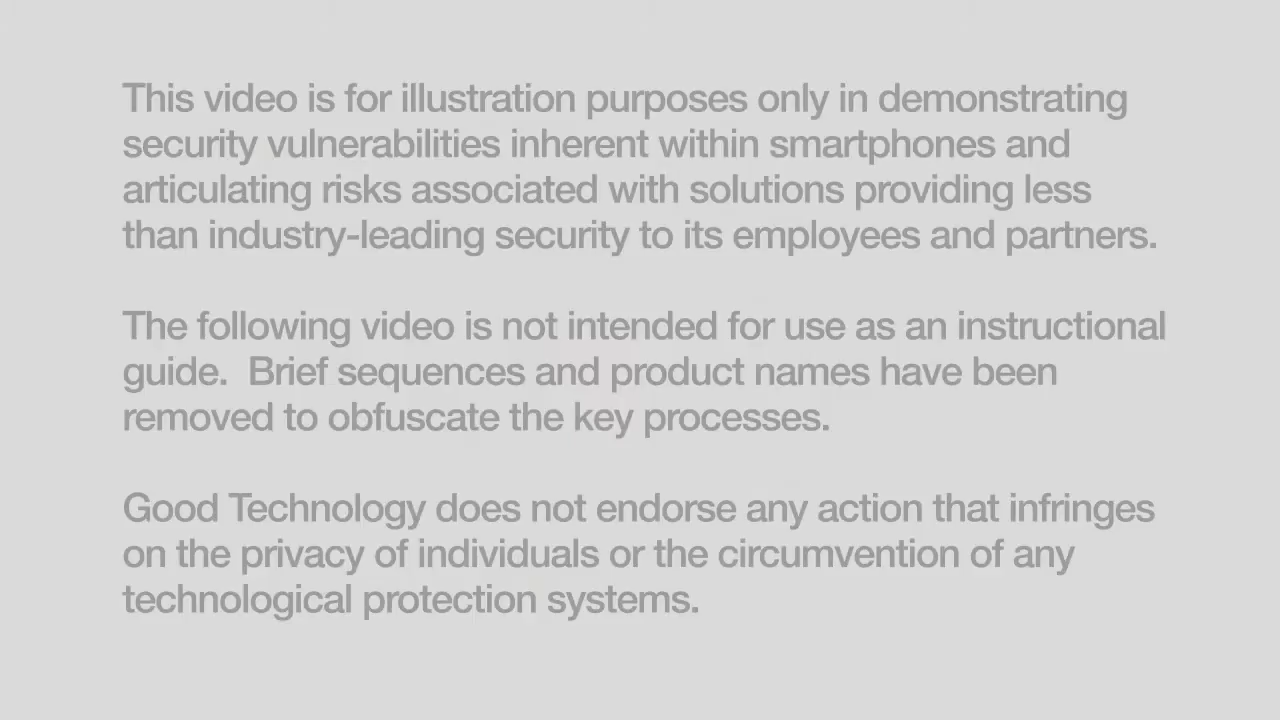 This video is for illustration purposes only in demonstrating
security vulnerabilities inherent within smartphones and
articulating risks associated with solutions providing less
than industry-leading security to its employees and partners.
The following video is not intended for use as an instructional
guide.  Brief sequences and product names have been
removed to obfuscate the key processes.
Good Technology does not endorse any action that infringes
on the privacy of individuals or the circumvention of any
technological protection systems.